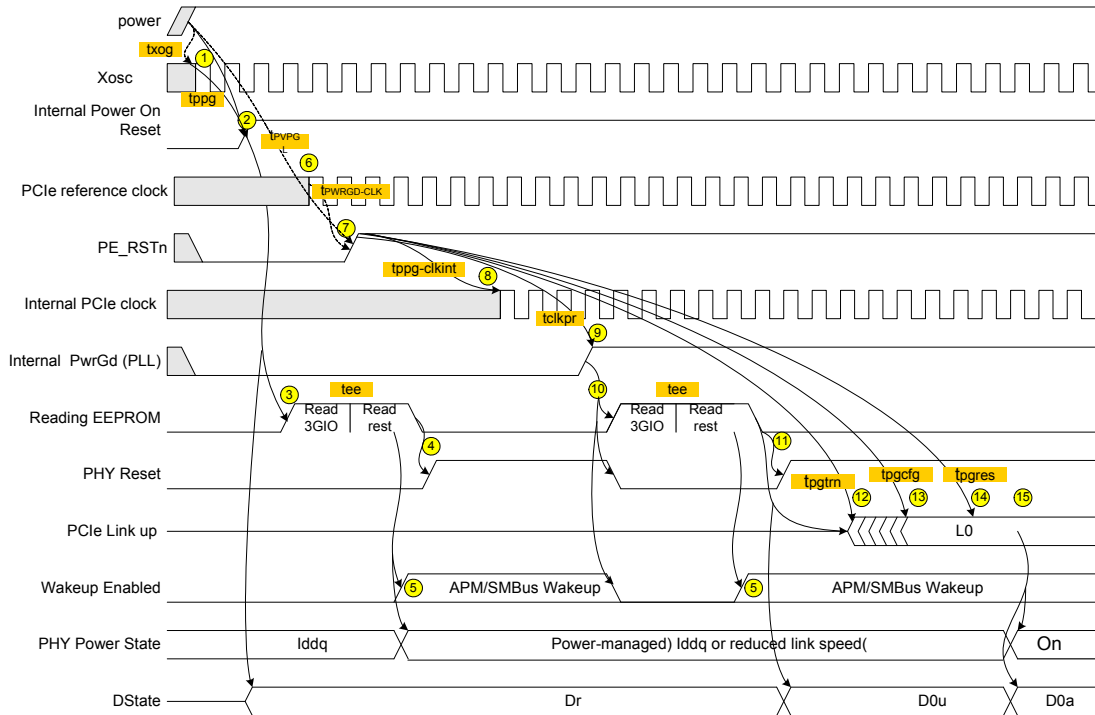 power
txog
1
Xosc
tppg
Internal Power On
Reset
2
tPVPG
L
6
PCIe reference clock
tPWRGD-CLK
7
PE_RSTn
tppg-clkint
8
Internal PCIe clock
tclkpr
9
Internal PwrGd (PLL)
3
tee
10
tee
Reading EEPROM
Read
3GIO
Read
rest
4
Read
3GIO
Read
rest
11
PHY Reset
tpgtrn
tpgcfg
tpgres
12
13
14
15
PCIe Link up
L0
Wakeup Enabled
5
APM/SMBus Wakeup
5
APM/SMBus Wakeup
PHY Power State
Iddq
Power-managed) Iddq or reduced link speed(
On
DState
Dr
D0u
D0a